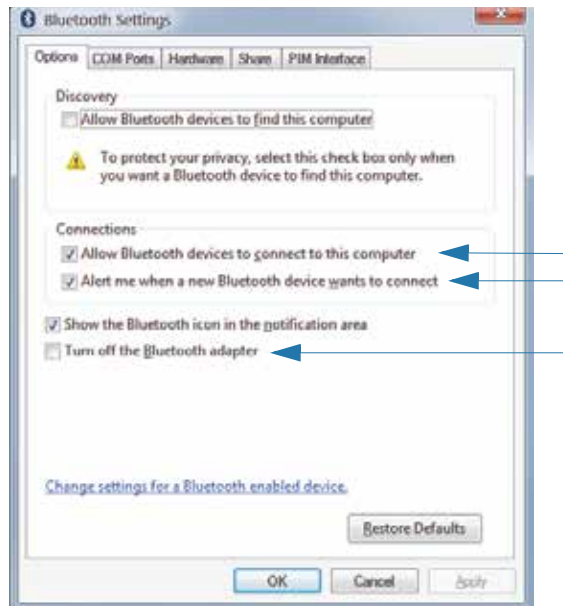 Bluetooth Settings
Options COM Ports Hardware Share PIM Interface
Discovery
Allow Bluetooth devices to find this computer
To protect your privacy, select this check box only when
you want a Bluetooth device to find this computer.
Connections
Allow Bluetooth devices to connect to this computer
Alert me when a new Bluetooth device wants to connect
Show the Bluetooth icon in the notification area
Turn off the Bluetooth adapter
Change settings for a Bluetooth enabled device.
Restore Defaults
OK Cancel Apply